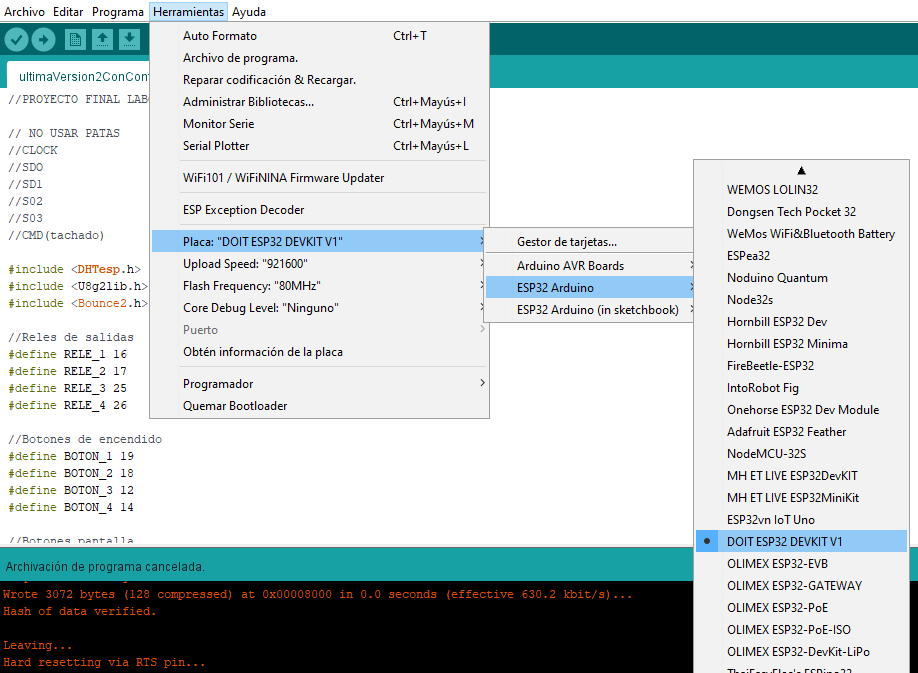 Archivo Editar Programa Herramientas Ayuda
ultimaVersion2ConCont
//PROYECTO FINAL LAB
// NO USAR PATAS
//CLOCK
//SDO
//SD1
//S02
//S03
//CMD(tachado)
#include <DHTesp.h>
#include <U8g2lib.h>
#include <Bounce2.h>
//Reles de salidas
#define RELE_1 16
#define RELE_2 17
#define RELE_3 25
#define RELE_4 26
//Botones de encendido
#define BOTON_1 19
#define BOTON_2 18
#define BOTON_3 12
#define BOTON_4 14
//Botones pantalla
Auto Formato Ctrl+T
Archivo de programa.
Reparar codificación & Recargar.
Administrar Bibliotecas... Ctrl+Mayús+I
Monitor Serie Ctrl+Mayús+M
Serial Plotter Ctrl+Mayús+L
WiFi101 / WiFiNINA Firmware Updater
ESP Exception Decoder
Placa: "DOIT ESP32 DEVKIT V1"
Upload Speed: "921600"
Flash Frequency: "80MHz"
Core Debug Level: "Ninguno"
Puerto
Obtén información de la placa
Programador
Quemar Bootloader
Gestor de tarjetas...
Arduino AVR Boards
ESP32 Arduino
ESP32 Arduino (in sketchbook)
WEMOS LOLIN32
Dongsen Tech Pocket 32
WeMos WiFi&Bluetooth Battery
ESPea32
Noduino Quantum
Node32s
Hornbill ESP32 Dev
Hornbill ESP32 Minima
FireBeetle-ESP32
IntoRobot Fig
Onehorse ESP32 Dev Module
Adafruit ESP32 Feather
NodeMCU-32S
MH ET LIVE ESP32DevKIT
MH ET LIVE ESP32MiniKit
ESP32vn IoT Uno
DOIT ESP32 DEVKIT V1
OLIMEX ESP32-EVB
OLIMEX ESP32-GATEWAY
OLIMEX ESP32-PoE
OLIMEX ESP32-PoE-ISO
OLIMEX ESP32-DevKit-LiPo
ThaiEasyElec's ESPino32
Archivación de programa cancelada.
Wrote 3072 bytes (128 compressed) at 0x00008000 in 0.0 seconds (effective 630.2 kbit/s)...
Hash of data verified.
Leaving...
Hard resetting via RTS pin...